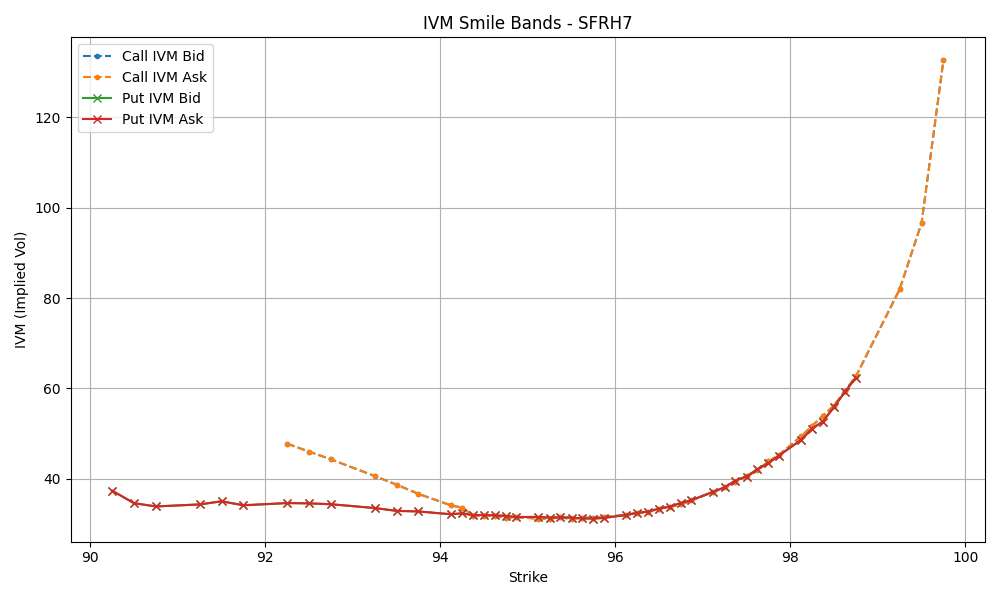 IVM Smile Bands - SFRH7
Call IVM Bid
Call IVM Ask
Put IVM Bid
Put IVM Ask
IVM (Implied Vol)
120
100
80
60
40
90
92
94
96
98
100
Strike